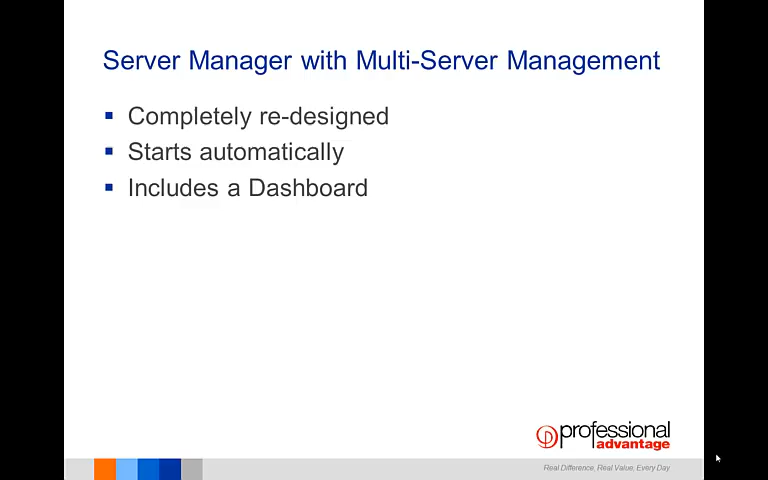 Server Manager with Multi-Server Management
Completely re-designed
Starts automatically
Includes a Dashboard
professional
advantage
Real Difference, Real Value, Every Day